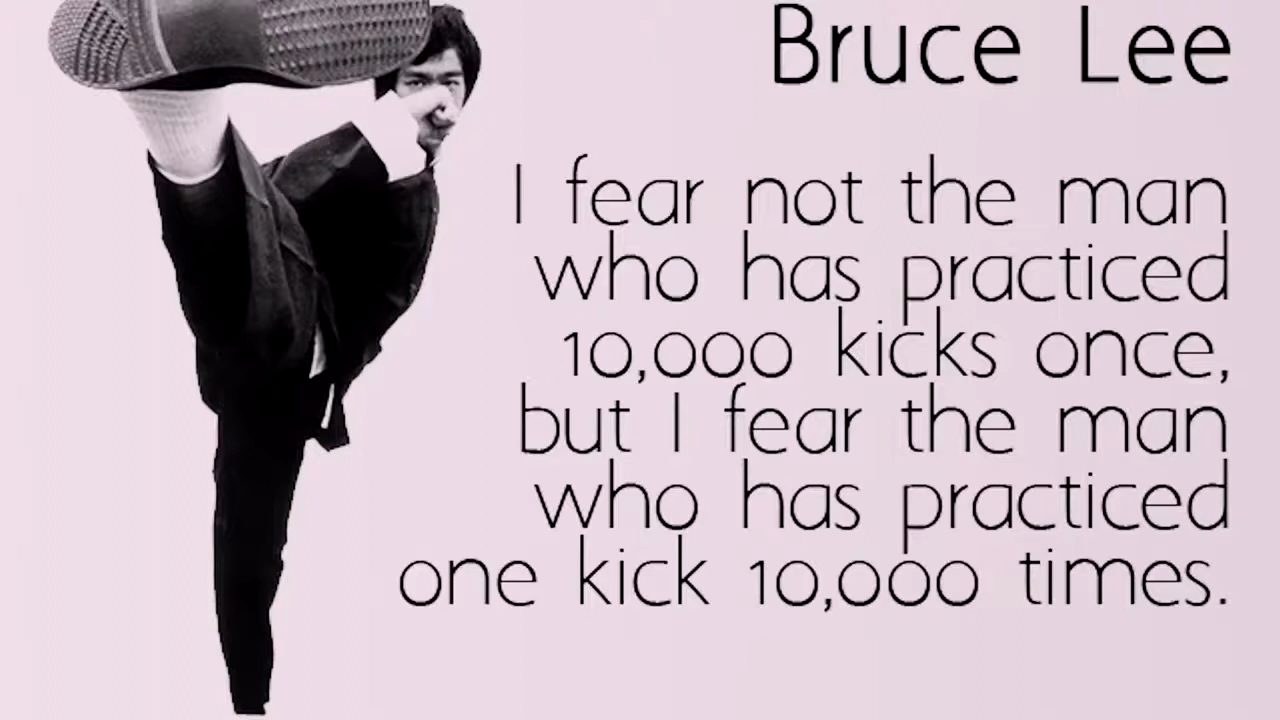 Bruce Lee
I fear not the man
who has practiced
10,000 kicks once,
but I fear the man
who has practiced
one kick 10,000 times.